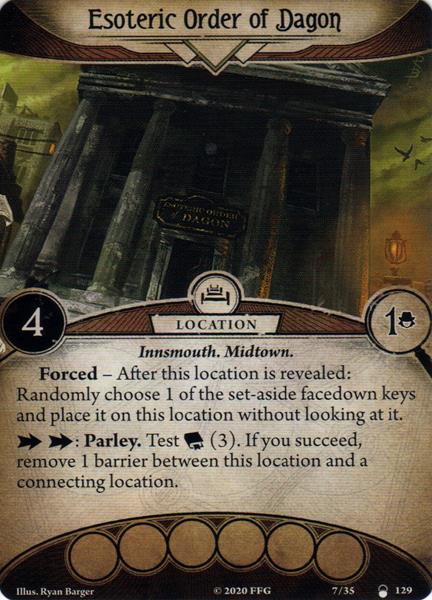 Esoteric Order of Dagon
ESOTERIC ORDER
of DAGON
4
1
LOCATION
Innsmouth. Midtown.
Forced – After this location is revealed:
Randomly choose 1 of the set-aside facedown keys
and place it on this location without looking at it.
: Parley. Test (3). If you succeed,
remove 1 barrier between this location and a
connecting location.
Illus. Ryan Barger
© 2020 FFG
7/35
129